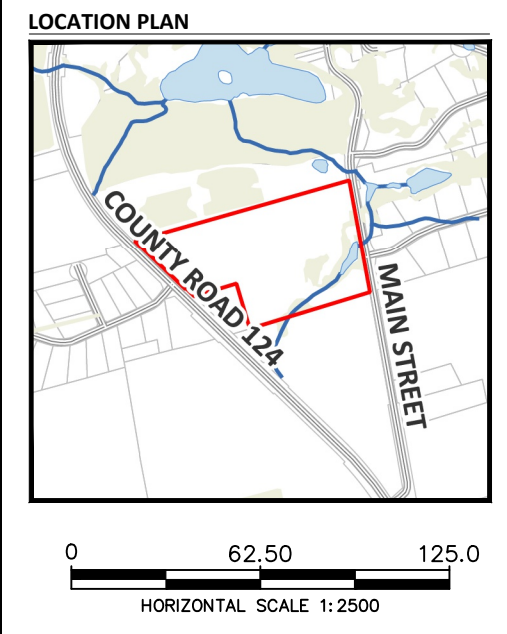 LOCATION PLAN
COUNTY ROAD 124
MAIN STREET
0 62.50 125.0
HORIZONTAL SCALE 1:2500